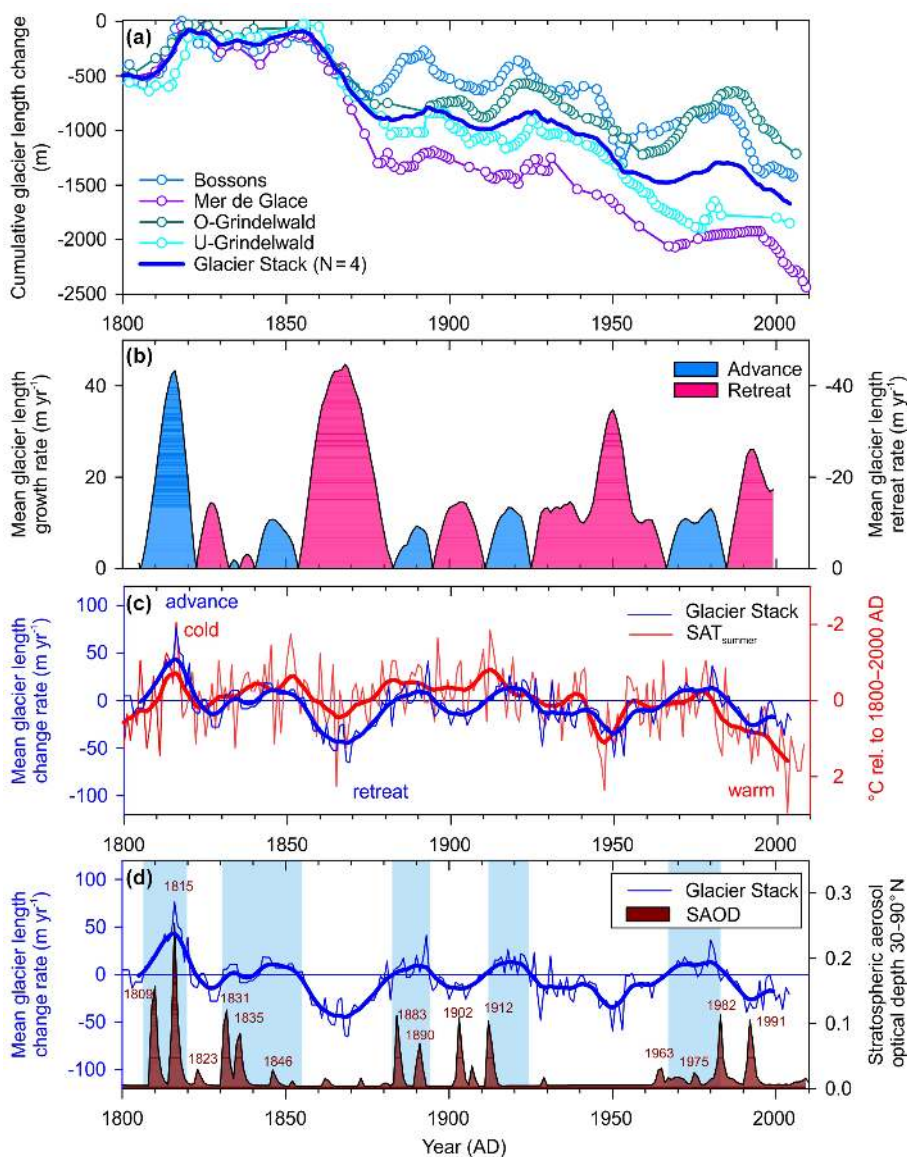 (a)
0
-500
-1000
-1500
-2000
-2500
Cumulative glacier length change
(m)
Bossons
Mer de Glace
O-Grindelwald
U-Grindelwald
Glacier Stack (N=4)
1800 1850 1900 1950 2000
(b)
40
20
0
Mean glacier length
growth rate (m yr-1)
Advance
Retreat
-40
-20
0
Mean glacier length
retreat rate (m yr-1)
(c)
100
50
0
-50
-100
Mean glacier length
change rate (m yr-1)
advance
cold
retreat
warm
Glacier Stack
SATsummer
-2
0
2
°C rel. to 1800–2000 AD
1800 1850 1900 1950 2000
(d)
100
50
0
-50
-100
Mean glacier length
change rate (m yr-1)
Glacier Stack
SAOD
1815
1809
1823
1831
1835
1846
1883
1890
1902
1912
1963
1975
1982
1991
0.3
0.2
0.1
0.0
Stratospheric aerosol
optical depth 30-90°N
1800 1850 1900 1950 2000
Year (AD)